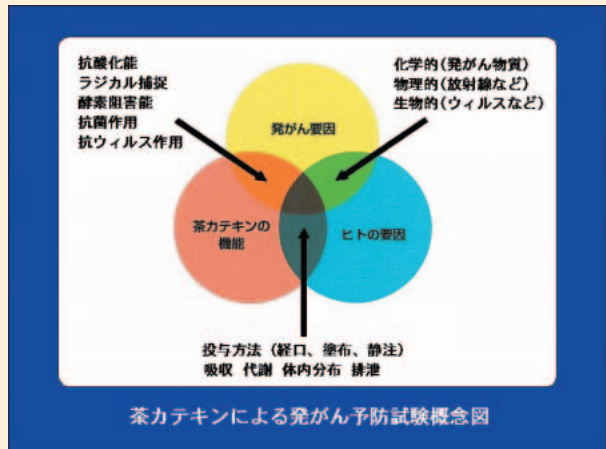 抗酸化能
ラジカル捕捉
酵素阻害能
抗菌作用
抗ウィルス作用
化学的(発がん物質)
物理的(放射線など)
生物的(ウィルスなど)
発がん要因
茶カテキンの
機能
ヒトの要因
投与方法(経口、塗布、静注)
吸収 代謝 体内分布 排泄
茶カテキンによる発がん予防試験概念図